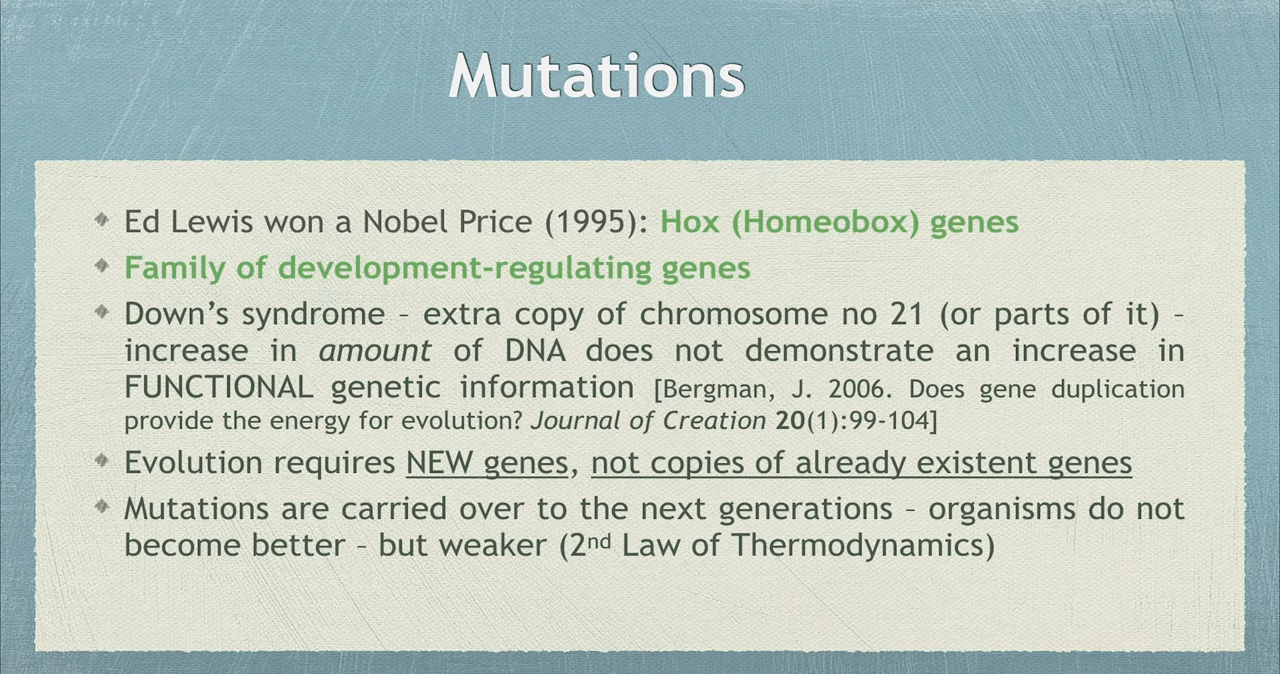 Mutations
Ed Lewis won a Nobel Price (1995): Hox (Homeobox) genes
Family of development-regulating genes
Down’s syndrome – extra copy of chromosome no 21 (or parts of it) –
increase in amount of DNA does not demonstrate an increase in
FUNCTIONAL genetic information [Bergman, J. 2006. Does gene duplication
provide the energy for evolution? Journal of Creation 20(1):99-104]
Evolution requires NEW genes, not copies of already existent genes
Mutations are carried over to the next generations – organisms do not
become better – but weaker (2nd Law of Thermodynamics)